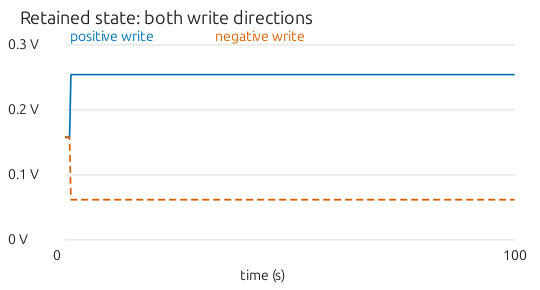 Retained state: both write directions
positive write negative write
0.3 V
0.2 V
0.1 V
0 V
0 100
time (s)